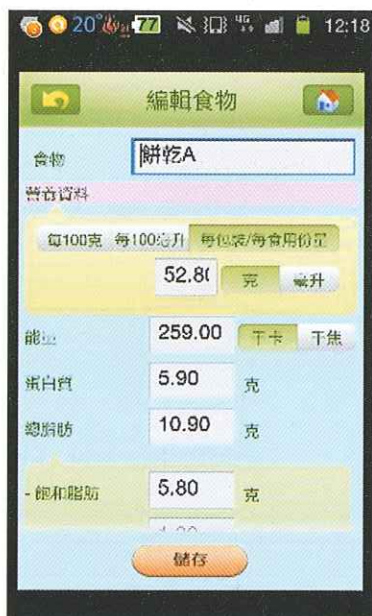 20° 77 4G 12:18
編輯食物
食物 餅乾A
營養資料
每100克 每100毫升 每包裝/每食用份量
52.80 克 毫升
能量 259.00 千卡 千焦
蛋白質 5.90 克
總脂肪 10.90 克
- 飽和脂肪 5.80 克
儲存